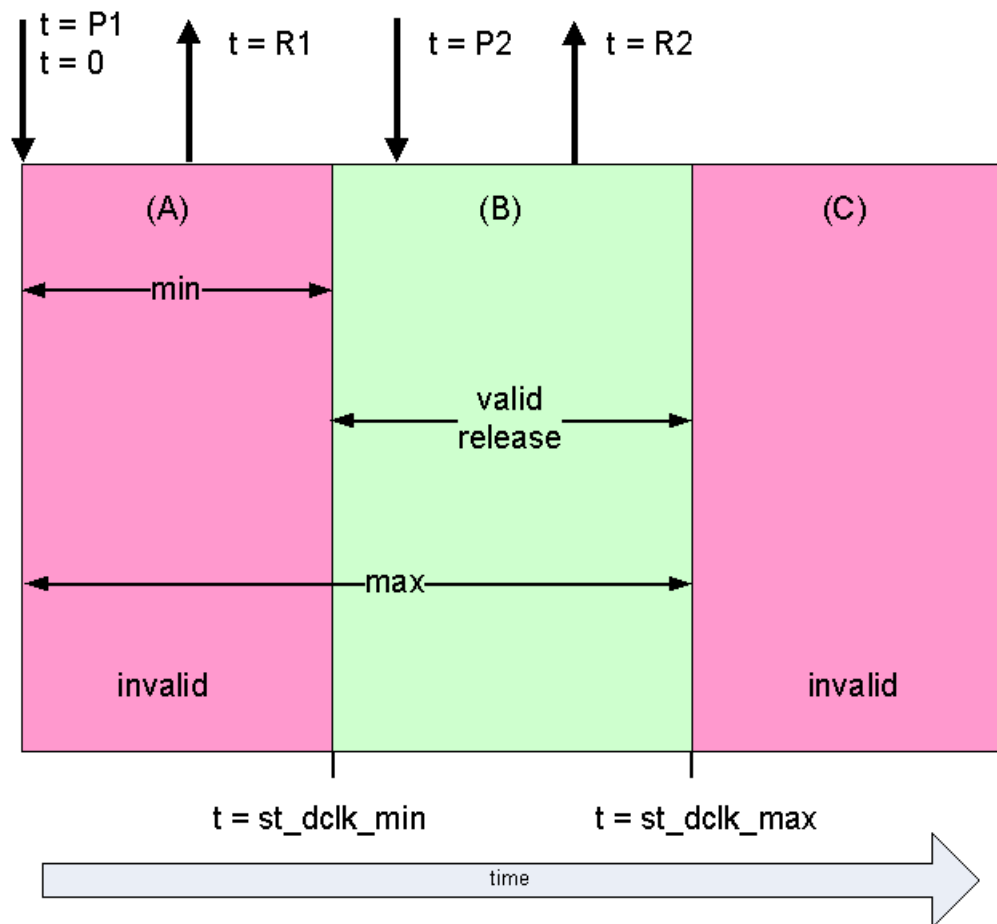 t = P1
t = 0
t = R1
t = P2
t = R2
(A)
(B)
(C)
min
valid
release
max
invalid
invalid
t = st_dclk_min
t = st_dclk_max
time